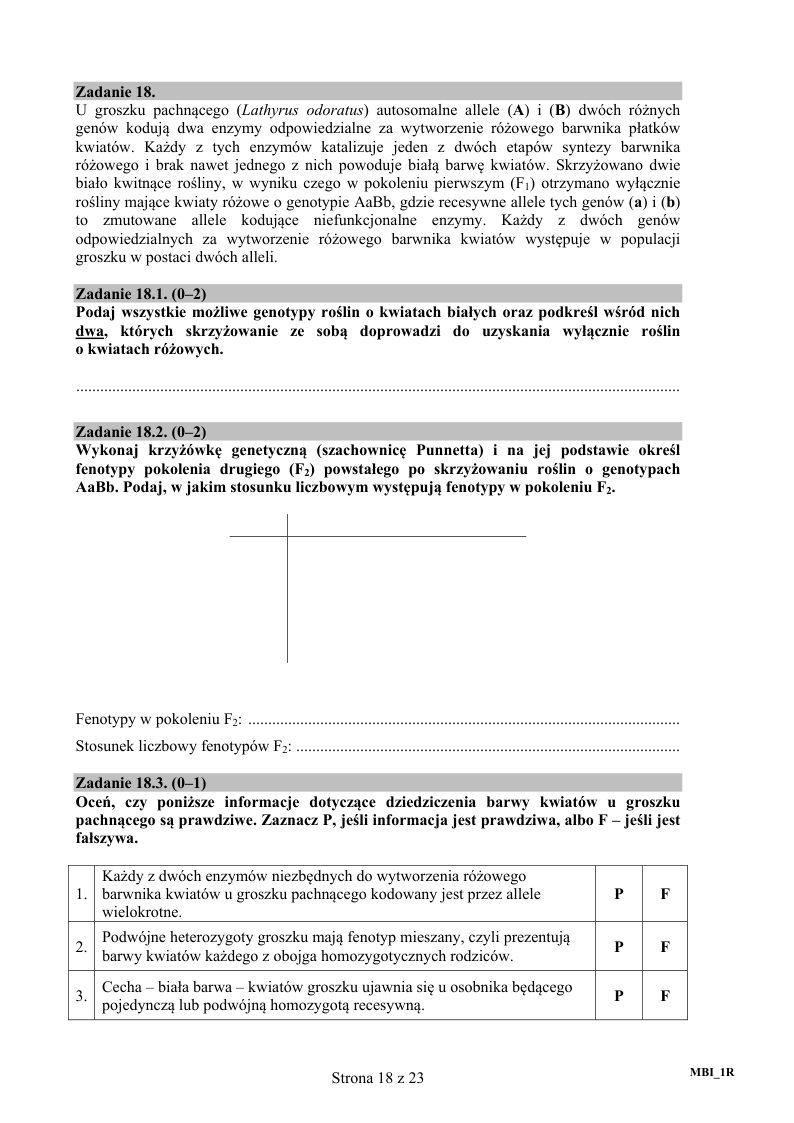 Zadanie 18.
U groszku pachnącego (Lathyrus odoratus) autosomalne allele (A) i (B) dwóch różnych
genów kodują dwa enzymy odpowiedzialne za wytworzenie różowego barwnika płatków
kwiatów. Każdy z tych enzymów katalizuje jeden z dwóch etapów syntezy barwnika
różowego i brak nawet jednego z nich powoduje białą barwę kwiatów. Skrzyżowano dwie
biało kwitnące rośliny, w wyniku czego w pokoleniu pierwszym (F1) otrzymano wyłącznie
rośliny mające kwiaty różowe o genotypie AaBb, gdzie recesywne allele tych genów (a) i (b)
to zmutowane allele kodujące niefunkcjonalne enzymy. Każdy z dwóch genów
odpowiedzialnych za wytworzenie różowego barwnika kwiatów występuje w populacji
groszku w postaci dwóch alleli.
Zadanie 18.1. (0–2)
Podaj wszystkie możliwe genotypy roślin o kwiatach białych oraz podkreśl wśród nich
dwa, których skrzyżowanie ze sobą doprowadzi do uzyskania wyłącznie roślin
o kwiatach różowych.
Zadanie 18.2. (0–2)
Wykonaj krzyżówkę genetyczną (szachownicę Punnetta) i na jej podstawie określ
fenotypy pokolenia drugiego (F2) powstałego po skrzyżowaniu roślin o genotypach
AaBb. Podaj, w jakim stosunku liczbowym występują fenotypy w pokoleniu F2.
Fenotypy w pokoleniu F2: ............................................................
Stosunek liczbowy fenotypów F2: ............................................................
Zadanie 18.3. (0–1)
Oceń, czy poniższe informacje dotyczące dziedziczenia barwy kwiatów u groszku
pachnącego są prawdziwe. Zaznacz P, jeśli informacja jest prawdziwa, albo F – jeśli jest
fałszywa.
Każdy z dwóch enzymów niezbędnych do wytworzenia różowego
1. barwnika kwiatów u groszku pachnącego kodowany jest przez allele P F
wielokrotne.
2. Podwójne heterozygoty groszku mają fenotyp mieszany, czyli prezentują P F
barwy kwiatów każdego z obojga homozygotycznych rodziców.
3. Cecha – biała barwa – kwiatów groszku ujawnia się u osobnika będącego P F
pojedynczą lub podwójną homozygotą recesywną.
Strona 18 z 23
MBI_1R